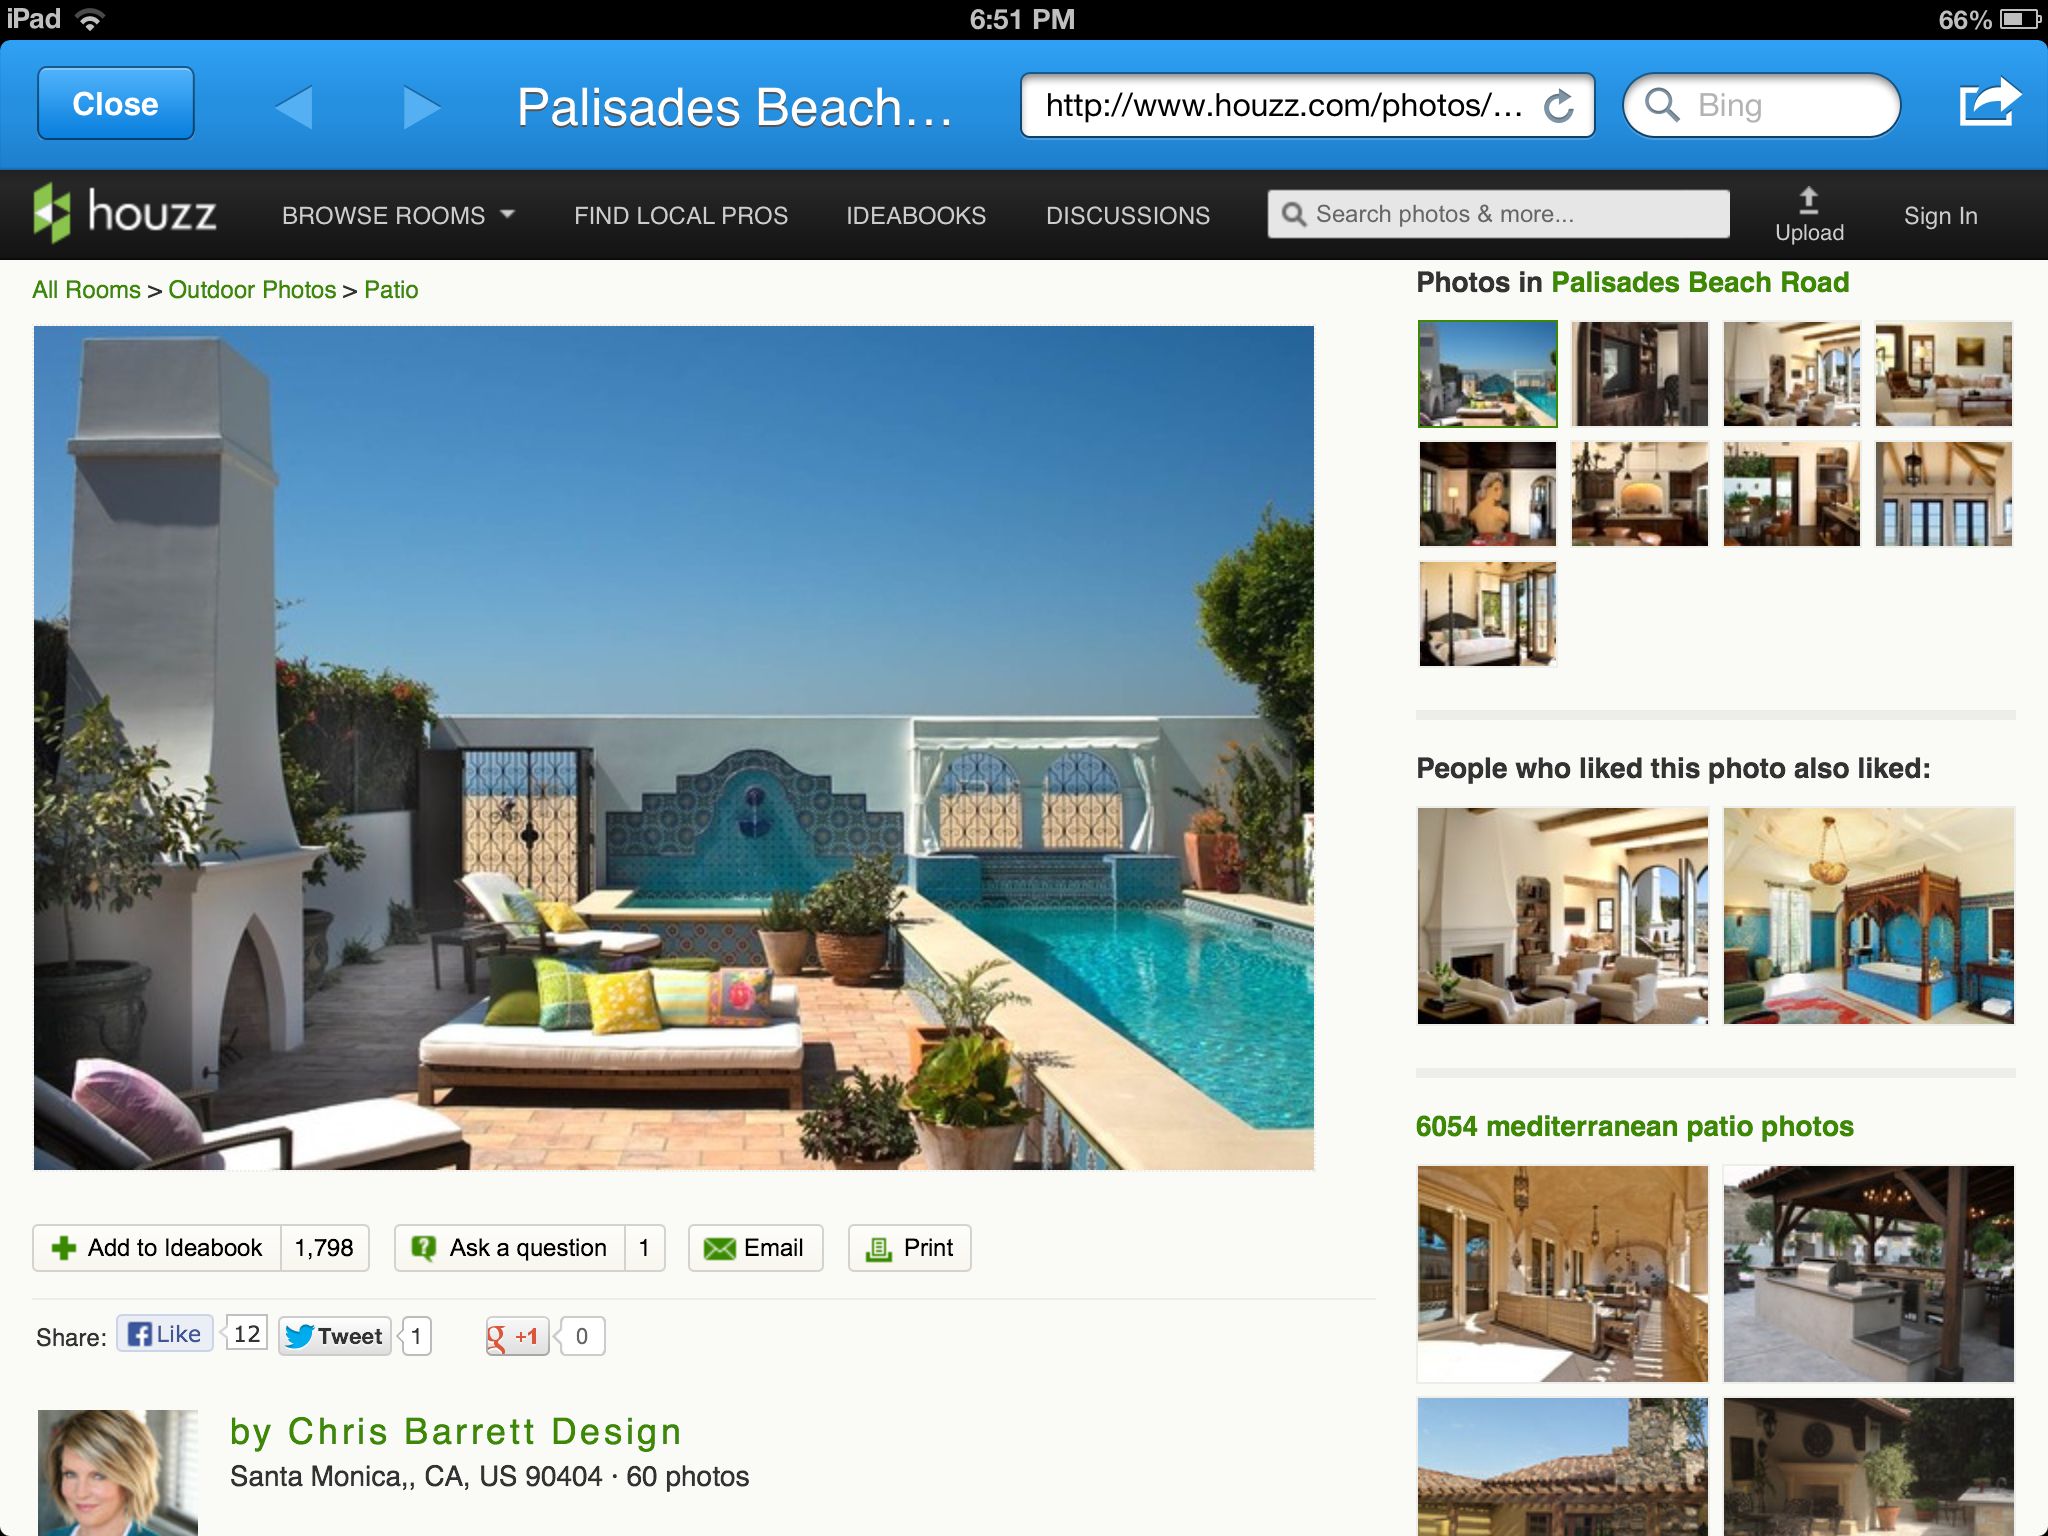 iPad 6:51 PM 66%
Close Palisades Beach... http://www.houzz.com/photos/... Bing
houzz BROWSE ROOMS FIND LOCAL PROS IDEABOOKS DISCUSSIONS Search photos & more... Upload Sign In
All Rooms > Outdoor Photos > Patio
Photos in Palisades Beach Road
People who liked this photo also liked:
6054 mediterranean patio photos
Add to Ideabook 1,798 Ask a question 1 Email Print
Share: Like 12 Tweet 1 g +1 0
by Chris Barrett Design
Santa Monica,, CA, US 90404 · 60 photos